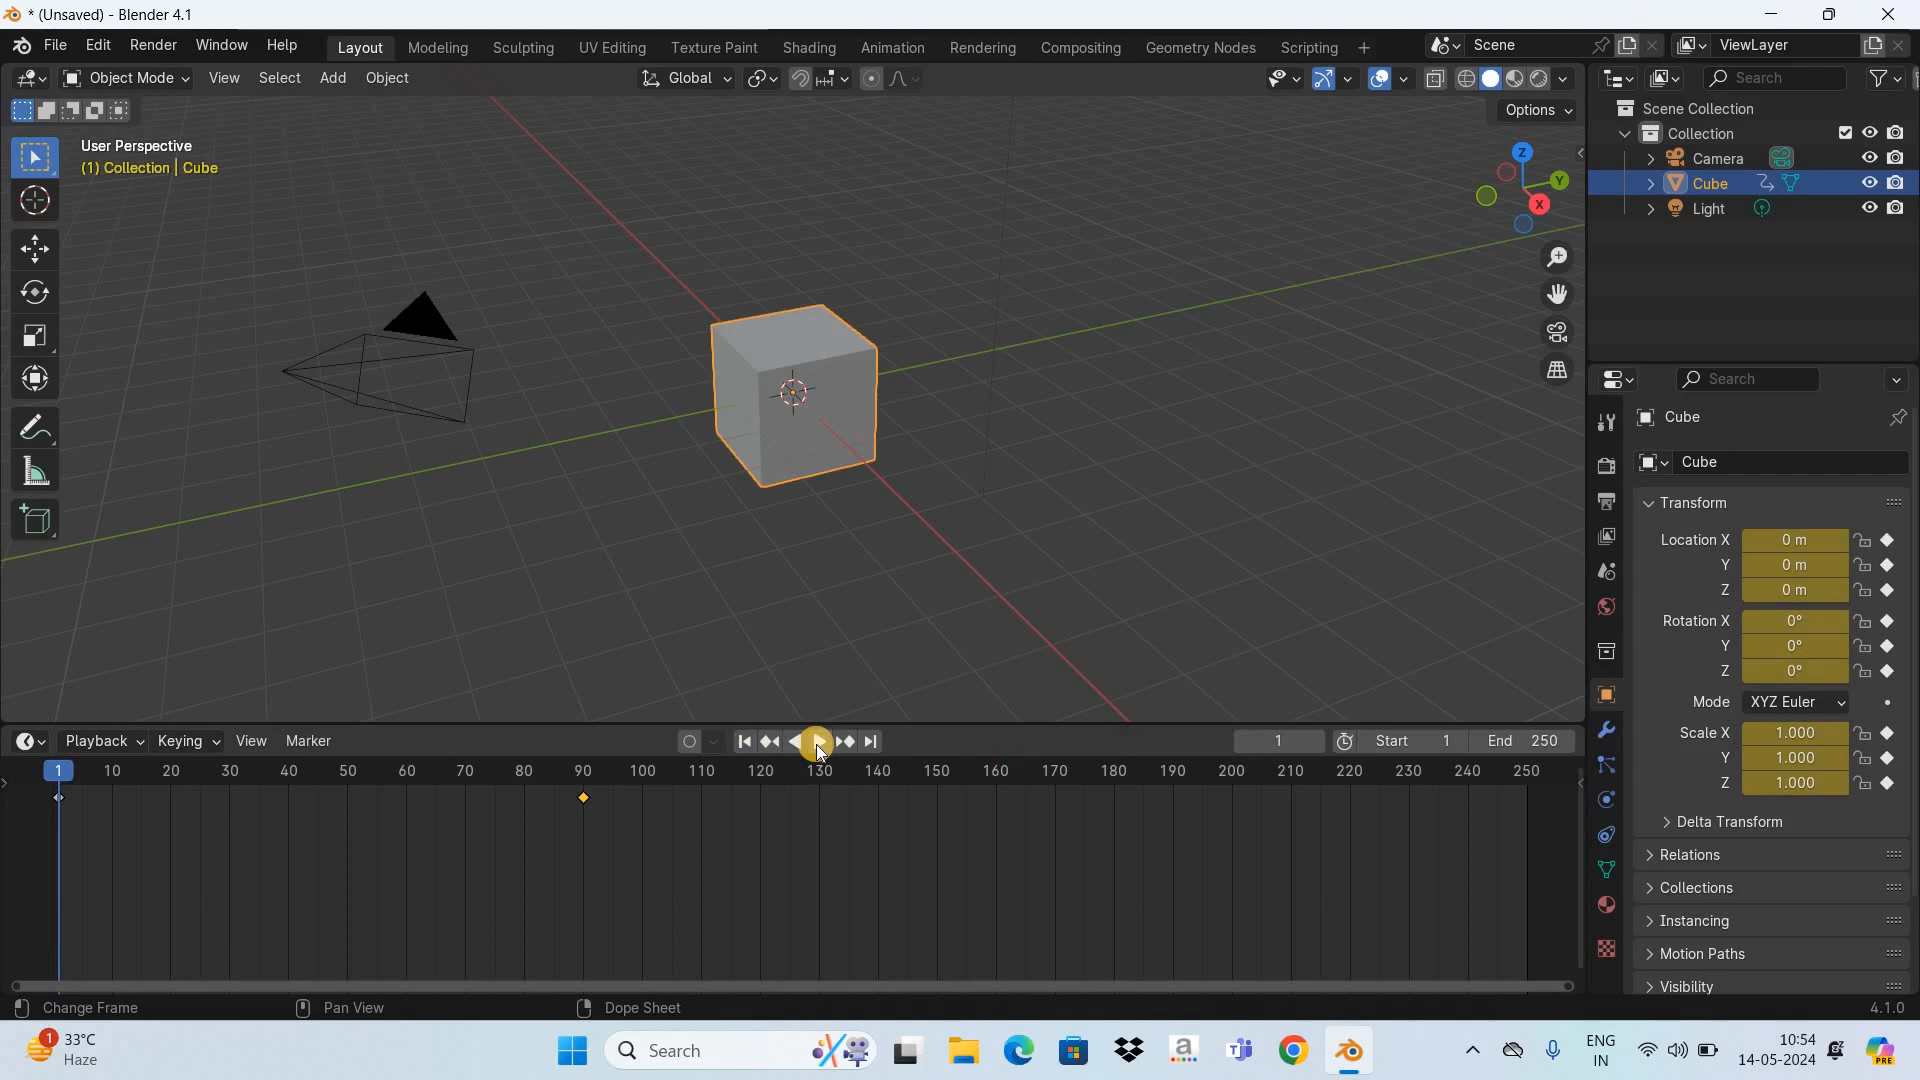 * (Unsaved) - Blender 4.1
File Edit Render Window Help Layout Modeling Sculpting UV Editing Texture Paint Shading Animation Rendering Compositing Geometry Nodes Scripting + Scene ViewLayer
Object Mode View Select Add Object Global Search
Options
User Perspective
(1) Collection | Cube
Z
Y
X
Scene Collection
Collection
Camera
Cube
Light
Search
Cube
Cube
Transform
Location X 0 m
Y 0 m
Z 0 m
Rotation X 0°
Y 0°
Z 0°
Mode XYZ Euler
Scale X 1.000
Y 1.000
Z 1.000
Delta Transform
Relations
Collections
Instancing
Motion Paths
Visibility
Playback Keying View Marker 1 Start 1 End 250
1 10 20 30 40 50 60 70 80 90 100 110 120 130 140 150 160 170 180 190 200 210 220 230 240 250
Change Frame Pan View Dope Sheet 4.1.0
1 33°C
Haze
Search
a
T
ENG
IN
10:54
14-05-2024
PRE